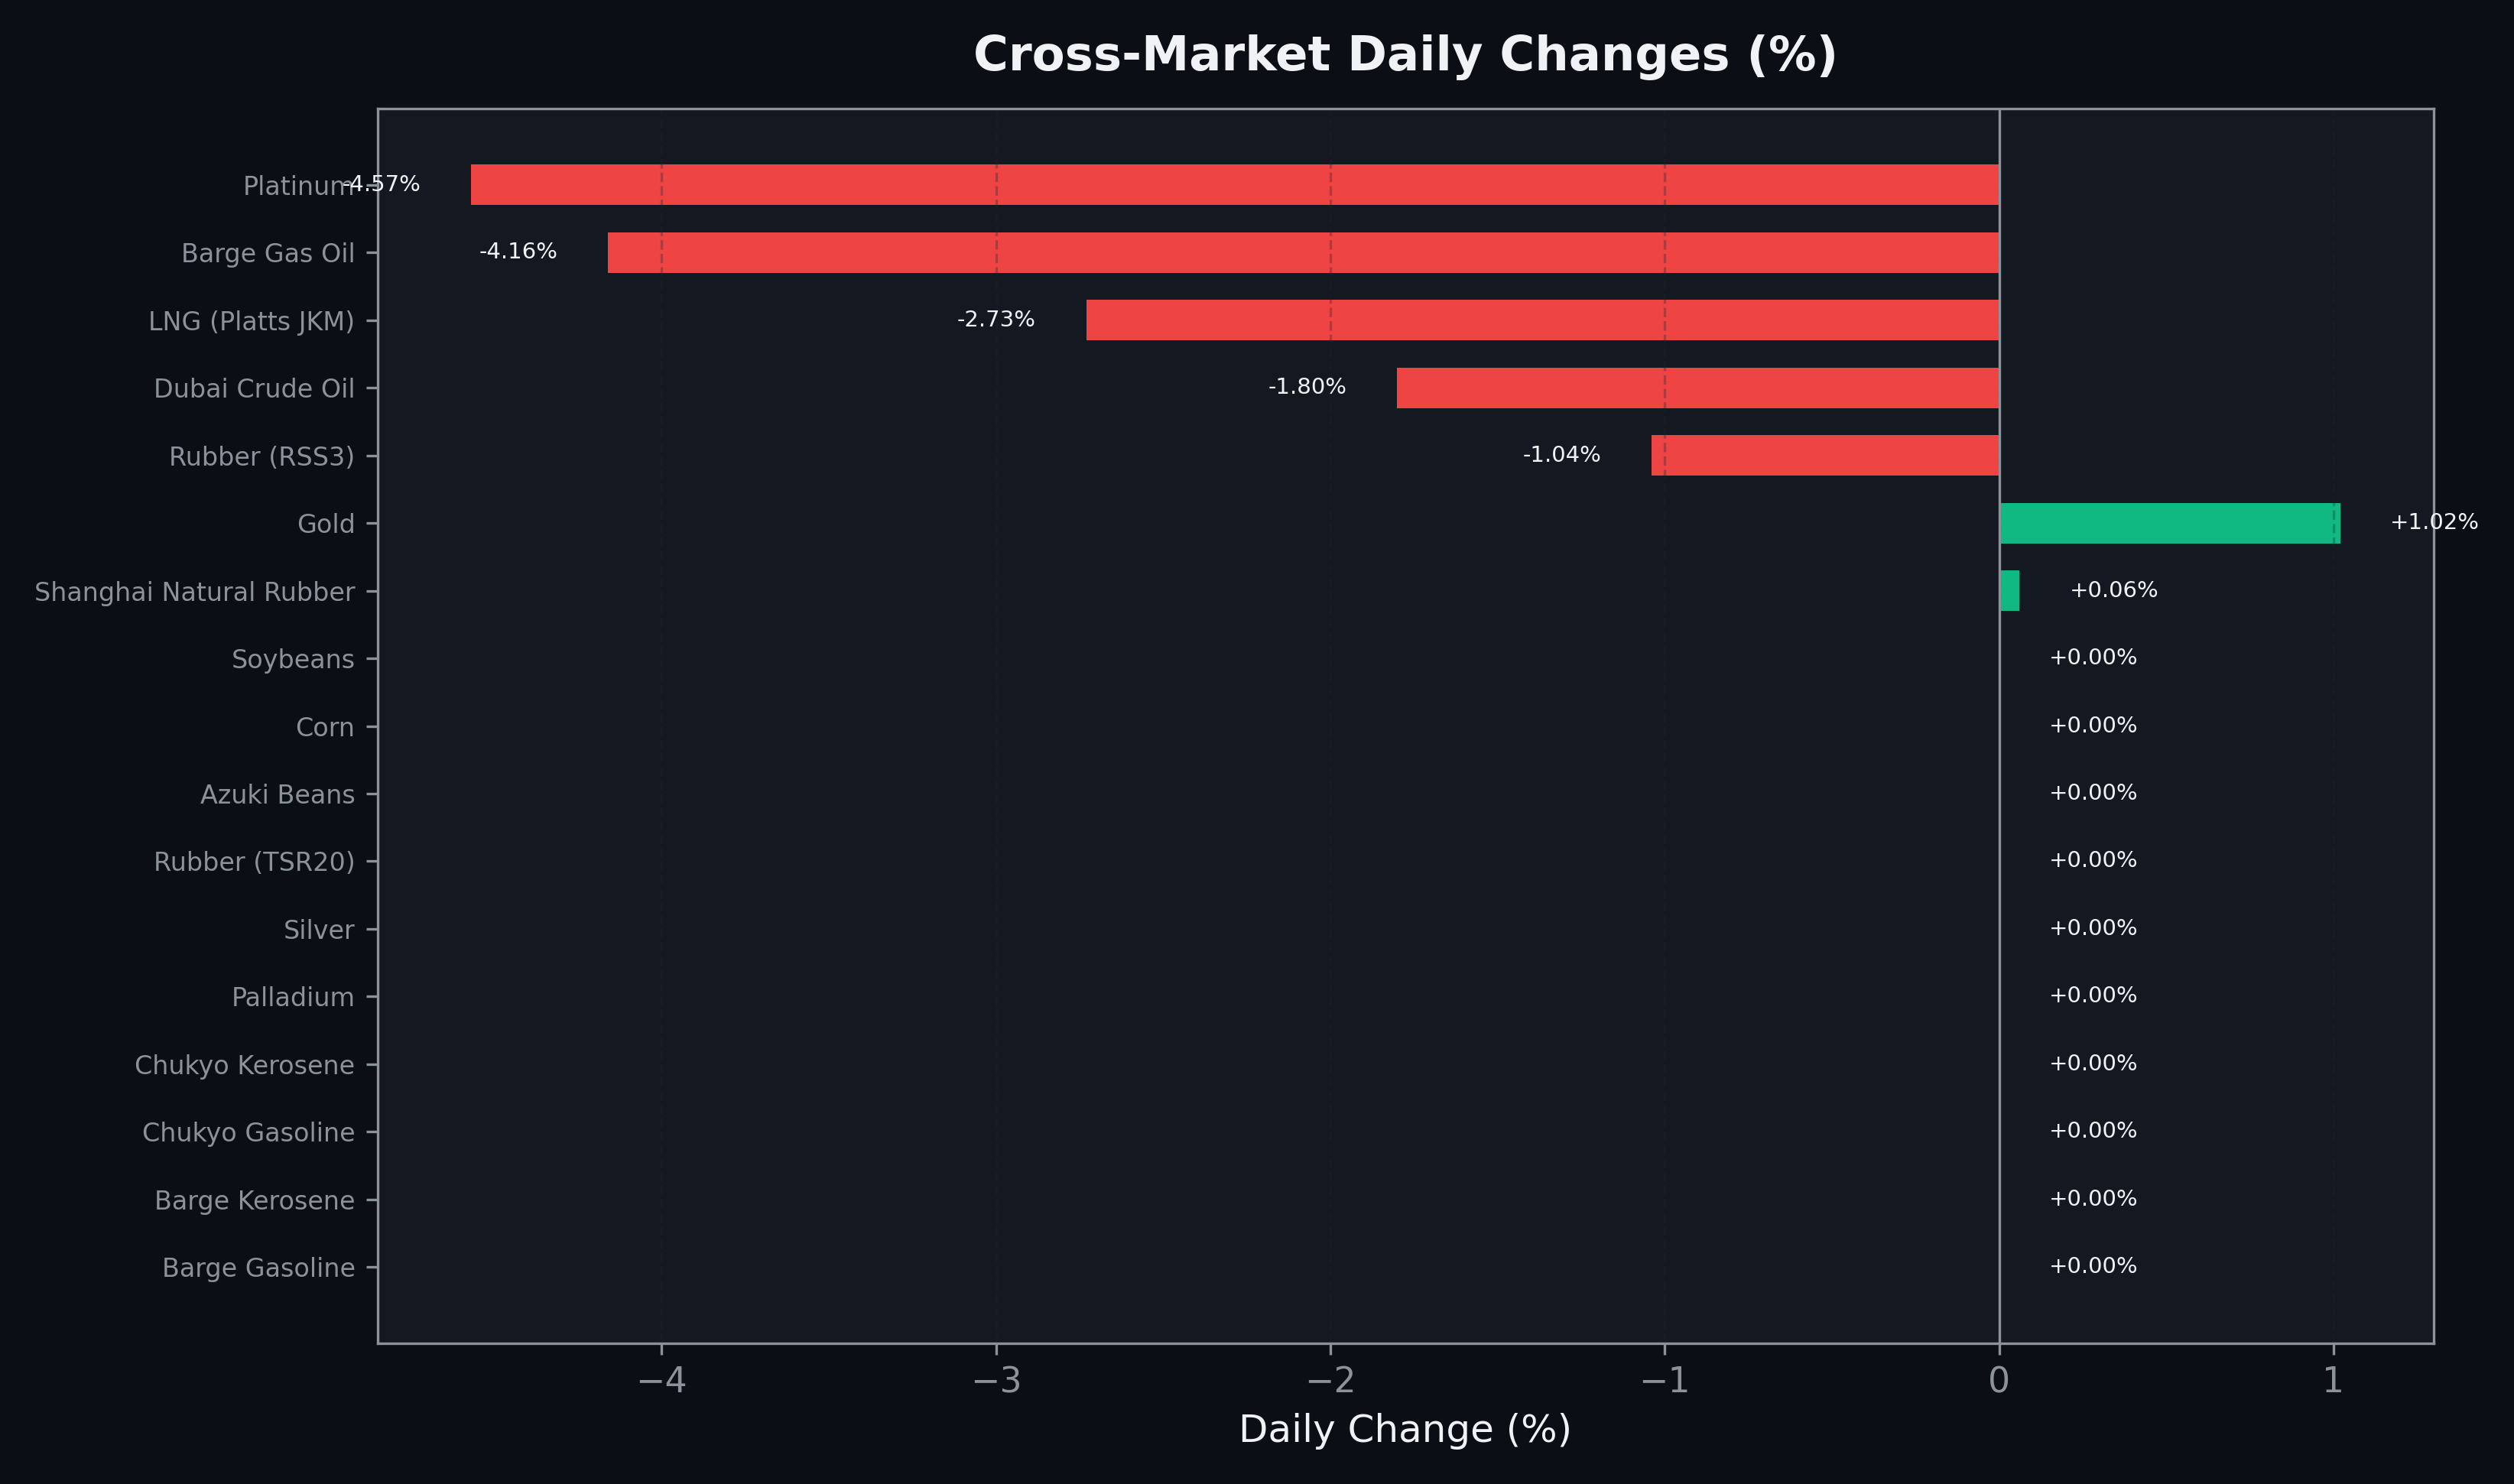 Cross-Market Daily Changes (%)
Platinum -4.57%
Barge Gas Oil -4.16%
LNG (Platts JKM) -2.73%
Dubai Crude Oil -1.80%
Rubber (RSS3) -1.04%
Gold +1.02%
Shanghai Natural Rubber +0.06%
Soybeans +0.00%
Corn +0.00%
Azuki Beans +0.00%
Rubber (TSR20) +0.00%
Silver +0.00%
Palladium +0.00%
Chukyo Kerosene +0.00%
Chukyo Gasoline +0.00%
Barge Kerosene +0.00%
Barge Gasoline +0.00%
−4 −3 −2 −1 0 1
Daily Change (%)